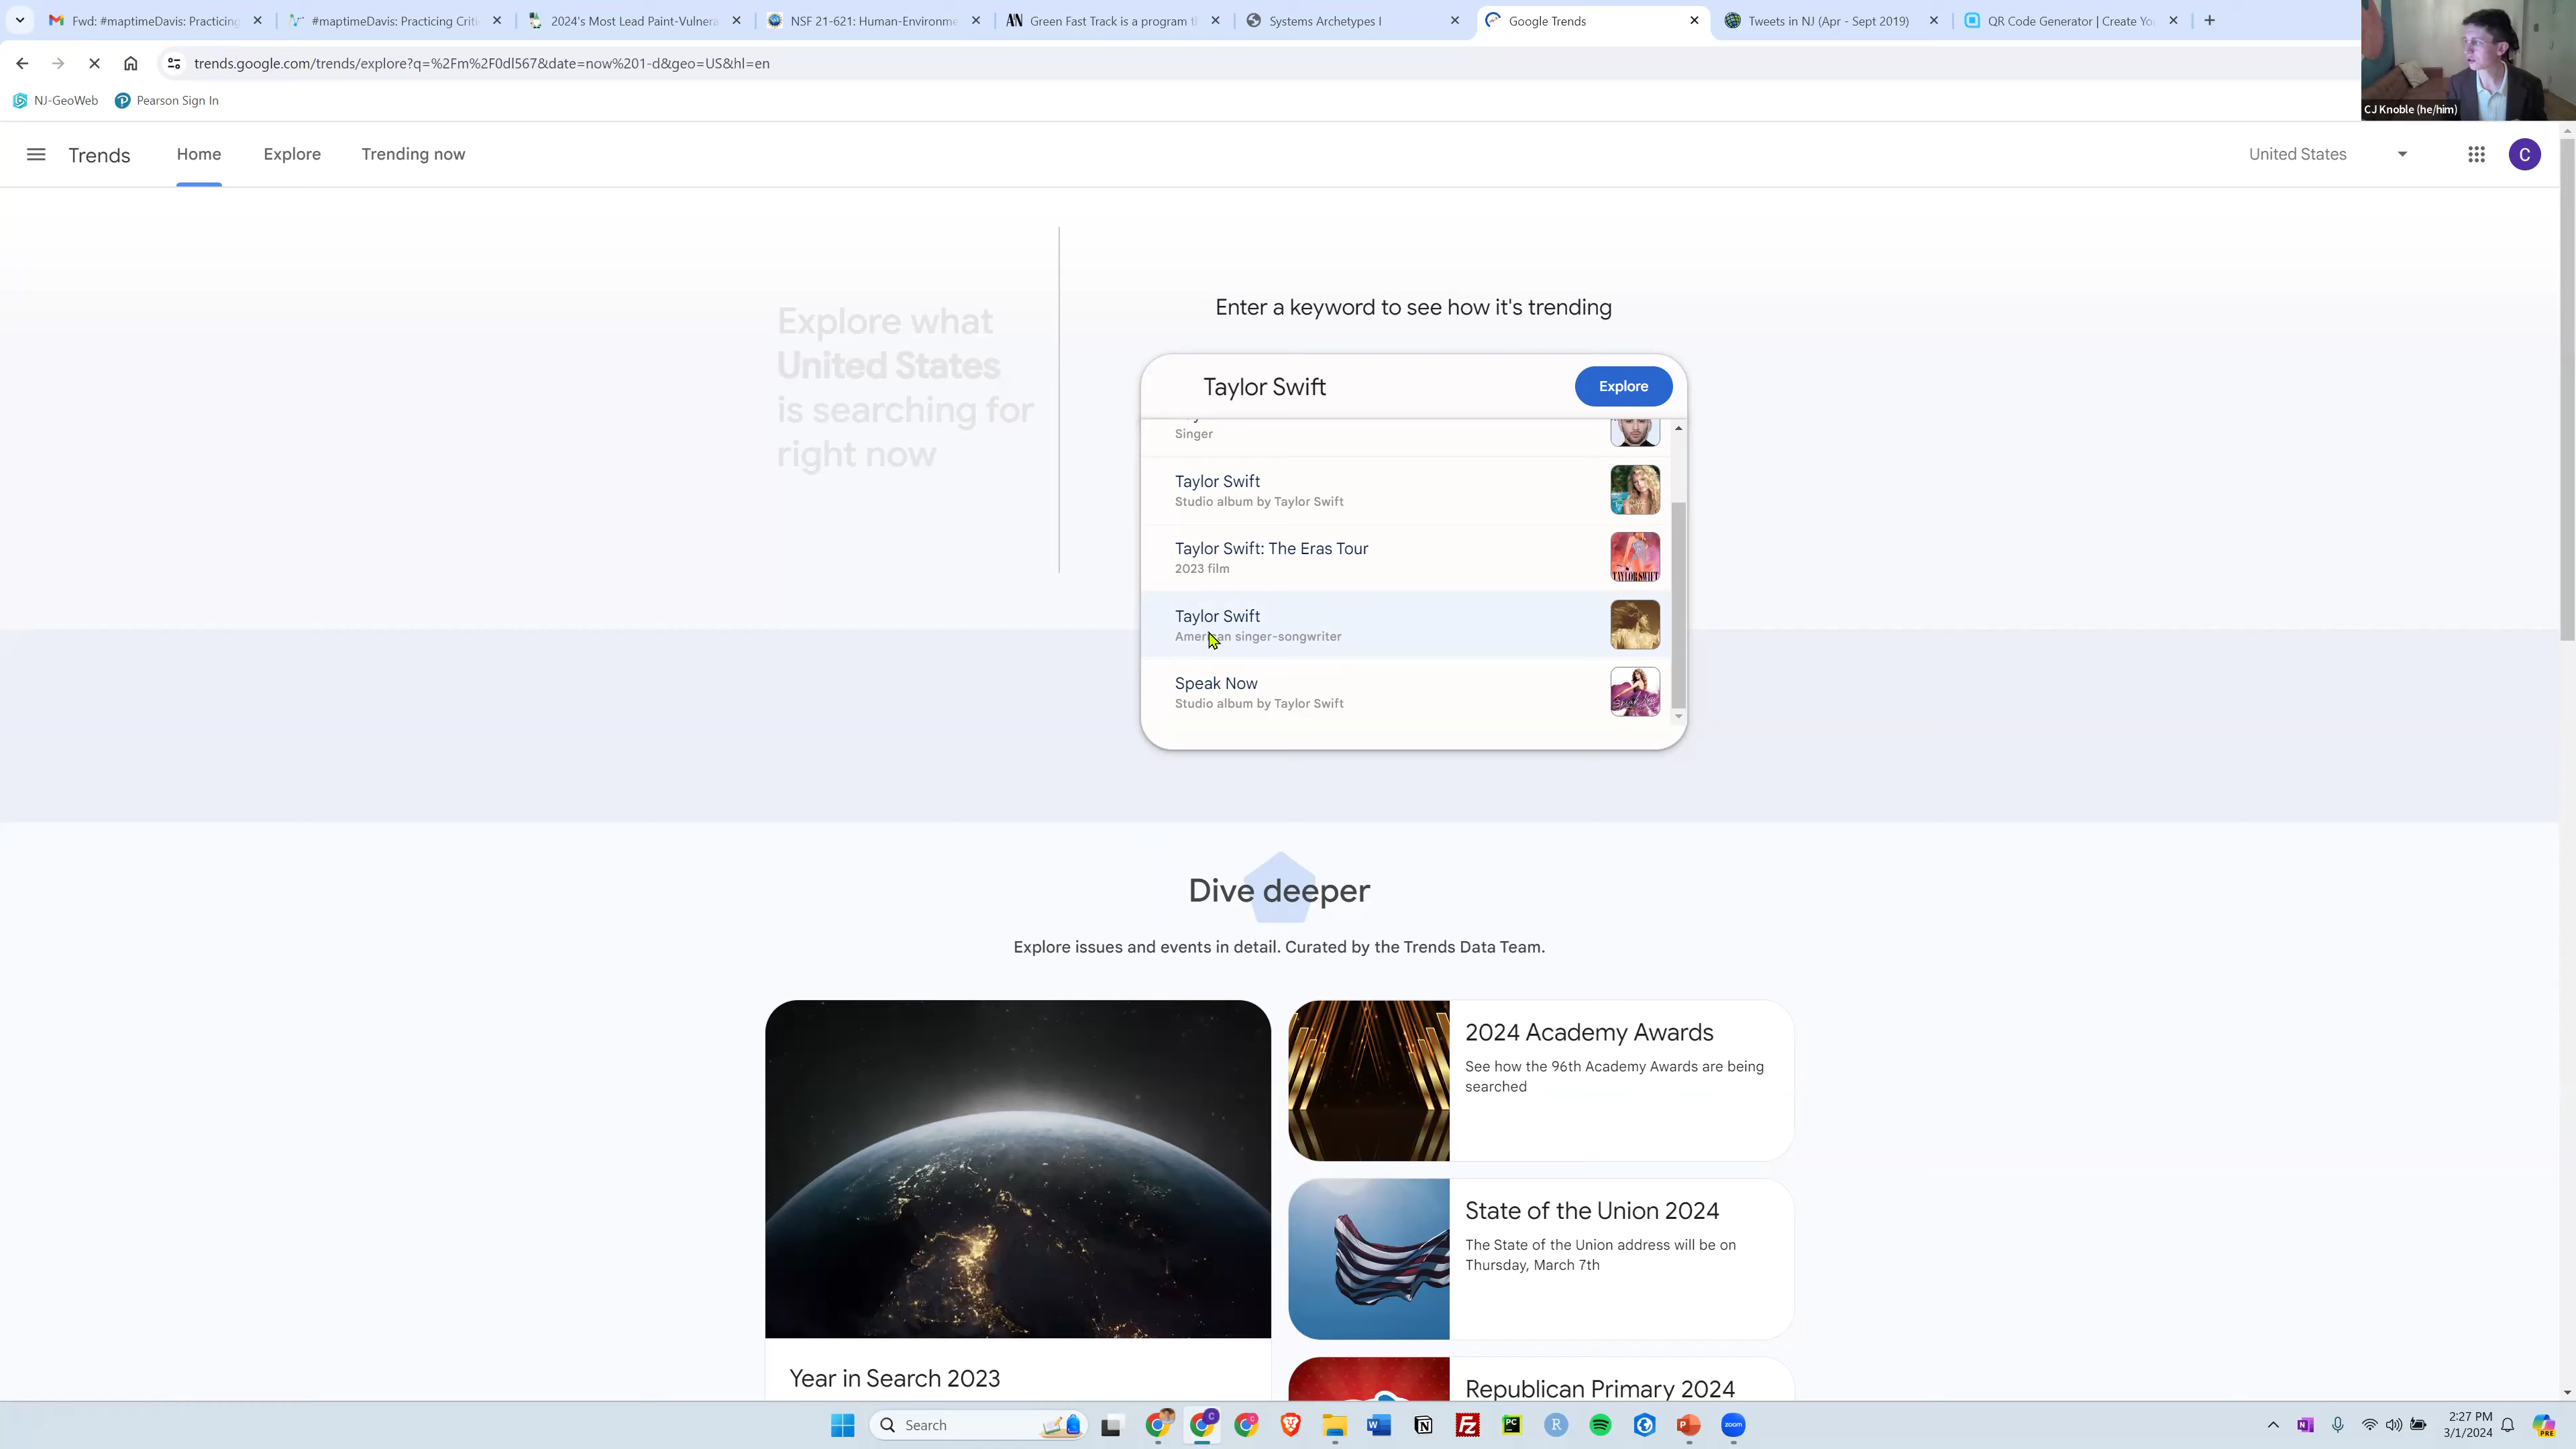 Fwd: #maptimeDavis: Practicing
#maptimeDavis: Practicing Criti
2024's Most Lead Paint-Vulnera
NSF 21-621: Human-Environme
Green Fast Track is a program t
Systems Archetypes I
Google Trends
Tweets in NJ (Apr - Sept 2019)
QR Code Generator | Create Yo
trends.google.com/trends/explore?q=%2Fm%2F0dl567&date=now%201-d&geo=US&hl=en
NJ-GeoWeb
Pearson Sign In
CJ Knoble (he/him)
Trends
Home
Explore
Trending now
United States
C
Explore what
United States
is searching for
right now
Enter a keyword to see how it's trending
Taylor Swift
Explore
Singer
Taylor Swift
Studio album by Taylor Swift
Taylor Swift: The Eras Tour
2023 film
TAYLOR SWIFT
Taylor Swift
American singer-songwriter
Speak Now
Studio album by Taylor Swift
Dive deeper
Explore issues and events in detail. Curated by the Trends Data Team.
2024 Academy Awards
See how the 96th Academy Awards are being
searched
State of the Union 2024
The State of the Union address will be on
Thursday, March 7th
Year in Search 2023
Republican Primary 2024
Search
zoom
2:27 PM
3/1/2024
PRE